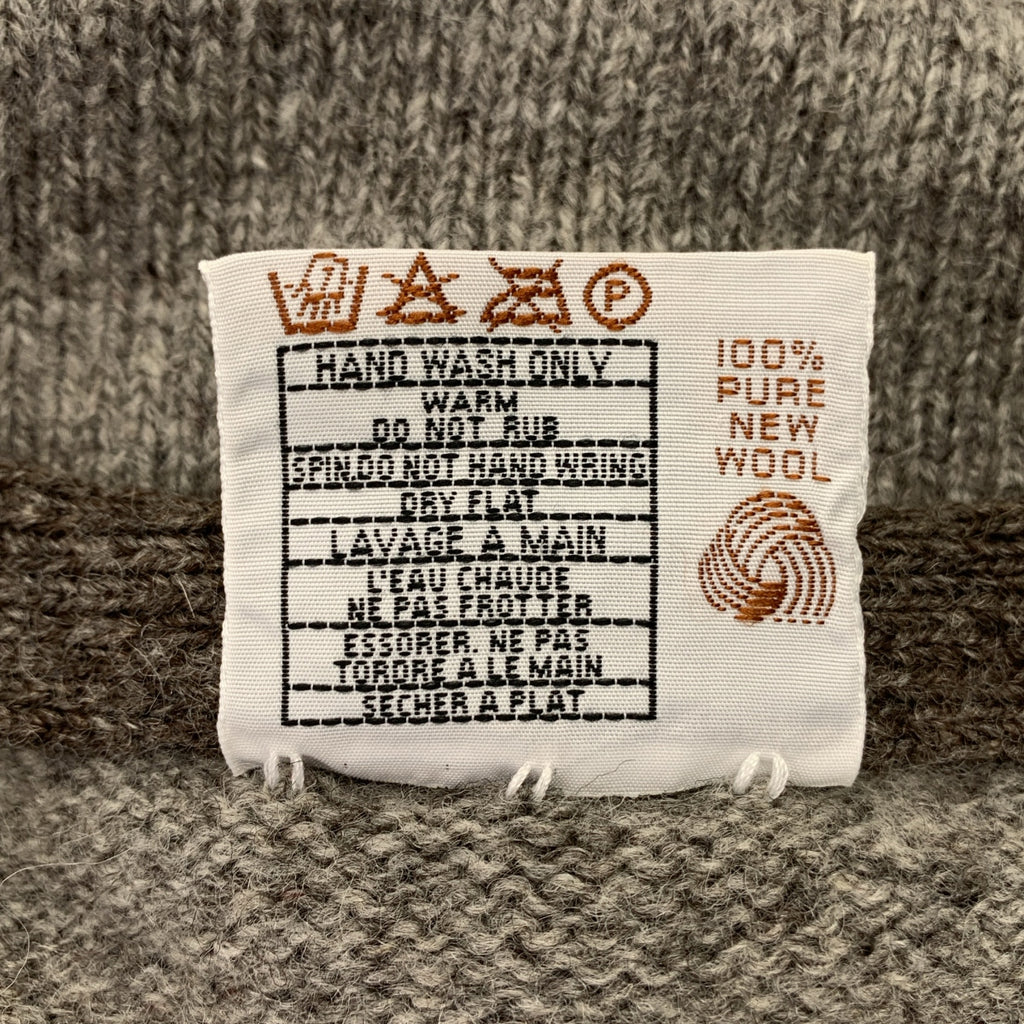 P
HAND WASH ONLY
WARM
DO NOT RUB
SPIN.DO NOT HAND WRING
DRY FLAT
LAVAGE A MAIN
L'EAU CHAUDE
NE PAS FROTTER
ESSORER. NE PAS
TORDRE A LE MAIN
SECHER A PLAT
100%
PURE
NEW
WOOL